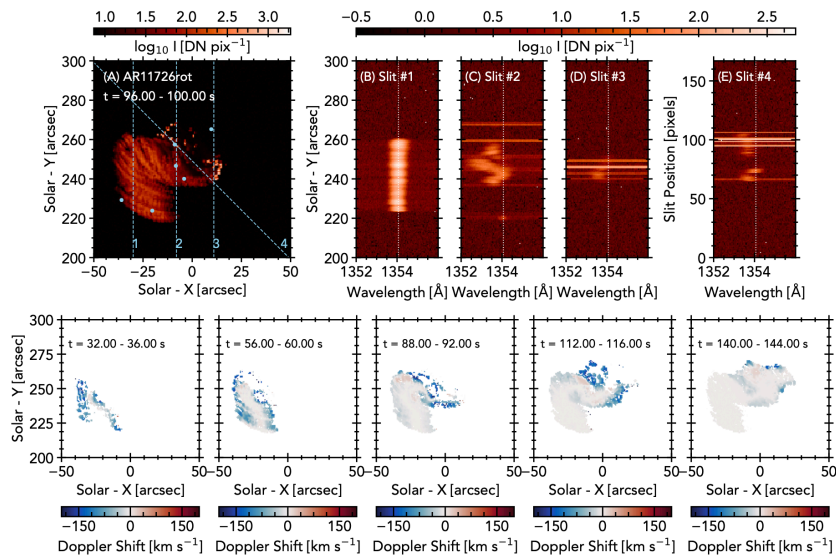 1.0 1.5 2.0 2.5 3.0
log₁₀ I [DN pix⁻¹]
−0.5 0.0 0.5 1.0 1.5 2.0 2.5
log₁₀ I [DN pix⁻¹]
300 280 260 240 220 200
Solar - Y [arcsec]
(A) AR11726rot
t = 96.00 - 100.00 s
1 2 3 4
−50 −25 0 25 50
Solar - X [arcsec]
300 280 260 240 220 200
Solar - Y [arcsec]
(B) Slit #1
1352 1354
Wavelength [Å]
(C) Slit #2
1352 1354
Wavelength [Å]
(D) Slit #3
1352 1354
Wavelength [Å]
150 100 50 0
Slit Position [pixels]
(E) Slit #4
1352 1354
Wavelength [Å]
300 275 250 225 200
Solar - Y [arcsec]
t = 32.00 - 36.00 s
−50 0 50
Solar - X [arcsec]
−150 0 150
Doppler Shift [km s⁻¹]
t = 56.00 - 60.00 s
−50 0 50
Solar - X [arcsec]
−150 0 150
Doppler Shift [km s⁻¹]
t = 88.00 - 92.00 s
−50 0 50
Solar - X [arcsec]
−150 0 150
Doppler Shift [km s⁻¹]
t = 112.00 - 116.00 s
−50 0 50
Solar - X [arcsec]
−150 0 150
Doppler Shift [km s⁻¹]
t = 140.00 - 144.00 s
−50 0 50
Solar - X [arcsec]
−150 0 150
Doppler Shift [km s⁻¹]